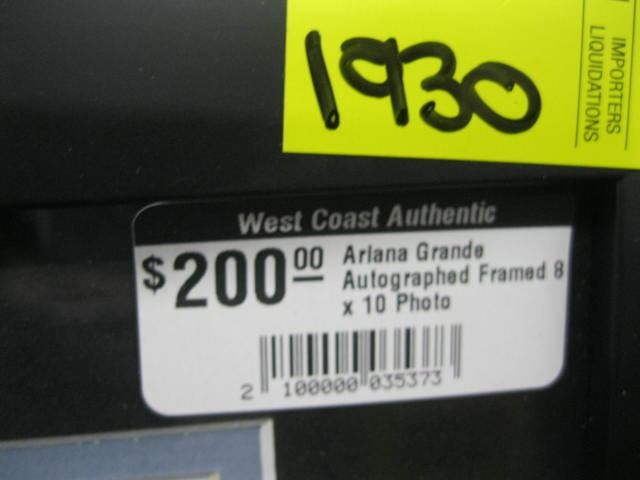 1930
IMPORTERS
LIQUIDATIONS
West Coast Authentic
$200.00
Ariana Grande
Autographed Framed 8
x 10 Photo
2 100000 035373